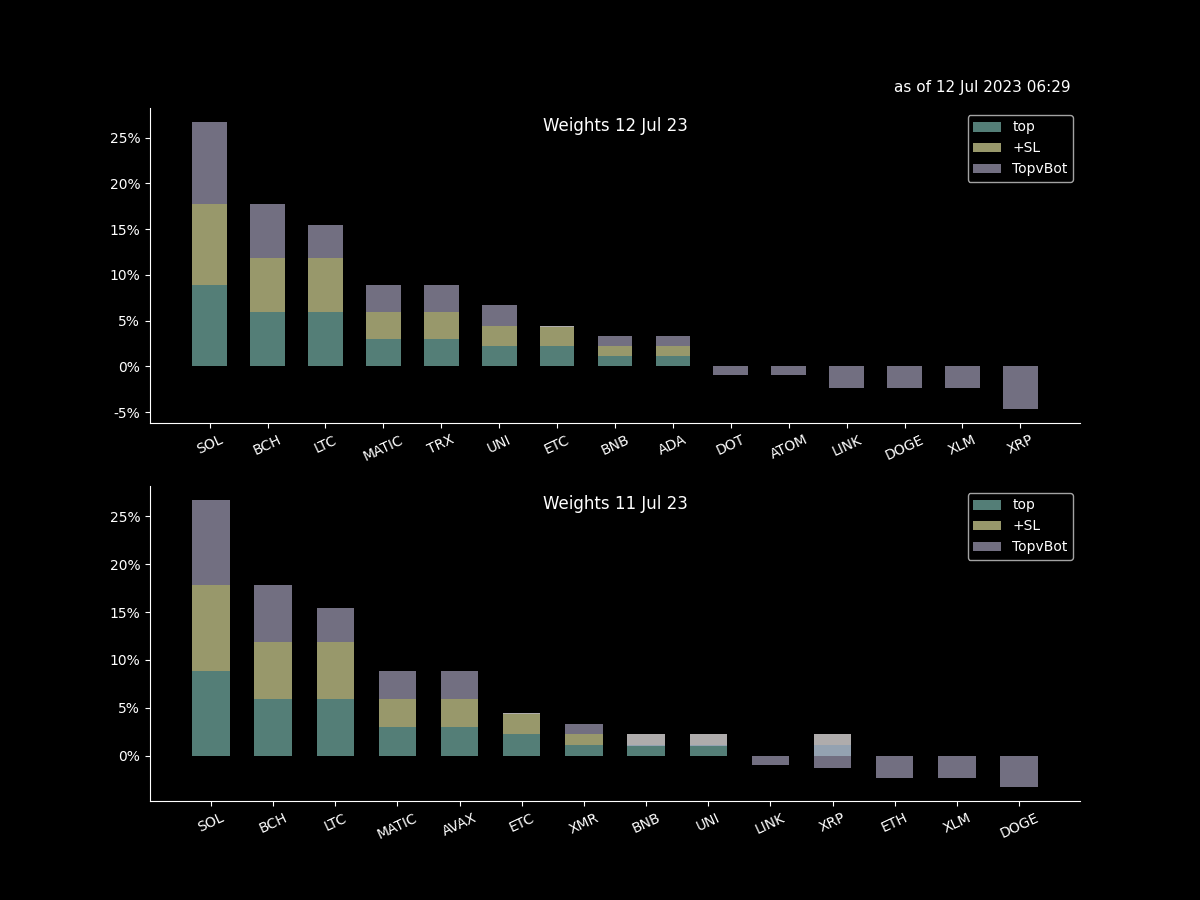 as of 12 Jul 2023 06:29
Weights 12 Jul 23
top
+SL
TopvBot
25%
20%
15%
10%
5%
0%
-5%
SOL BCH LTC MATIC TRX UNI ETC BNB ADA DOT ATOM LINK DOGE XLM XRP
Weights 11 Jul 23
top
+SL
TopvBot
25%
20%
15%
10%
5%
0%
SOL BCH LTC MATIC AVAX ETC XMR BNB UNI LINK XRP ETH XLM DOGE